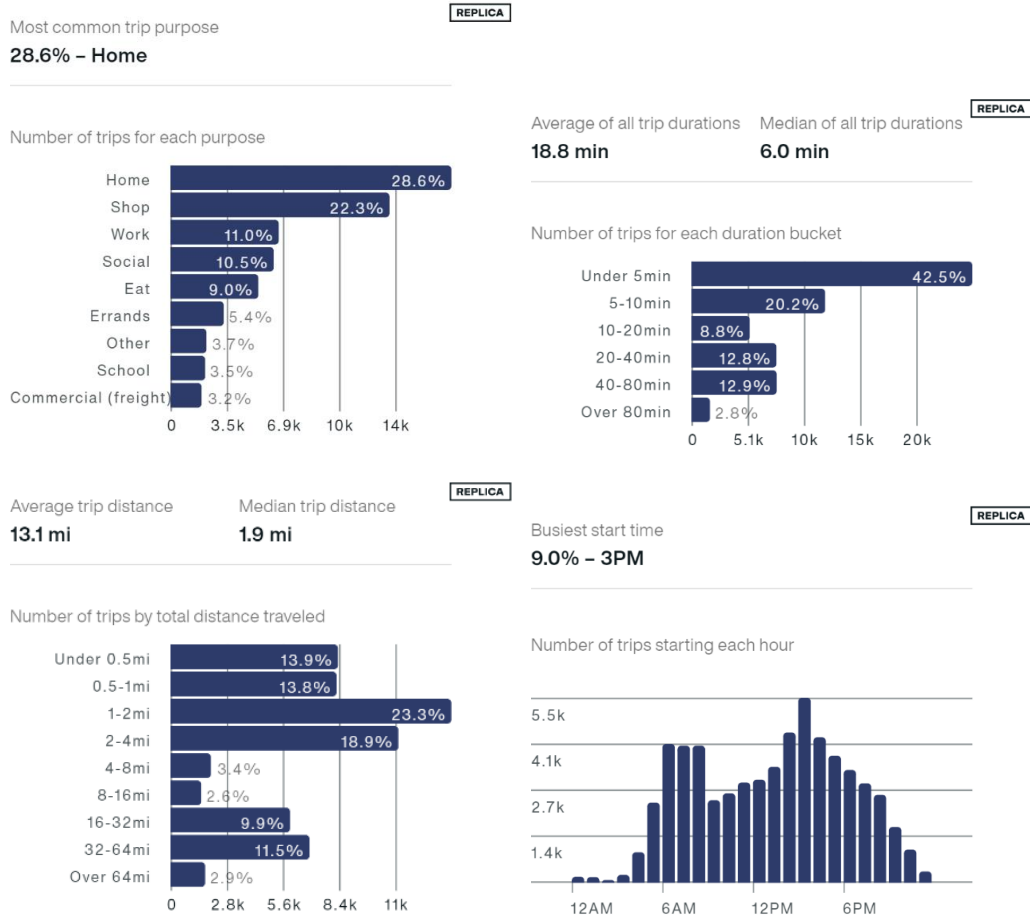 REPLICA
Most common trip purpose
28.6% – Home
Number of trips for each purpose
Home 28.6%
Shop 22.3%
Work 11.0%
Social 10.5%
Eat 9.0%
Errands 5.4%
Other 3.7%
School 3.5%
Commercial (freight) 3.2%
0 3.5k 6.9k 10k 14k
REPLICA
Average of all trip durations Median of all trip durations
18.8 min 6.0 min
Number of trips for each duration bucket
Under 5min 42.5%
5-10min 20.2%
10-20min 8.8%
20-40min 12.8%
40-80min 12.9%
Over 80min 2.8%
0 5.1k 10k 15k 20k
REPLICA
Average trip distance Median trip distance
13.1 mi 1.9 mi
Number of trips by total distance traveled
Under 0.5mi 13.9%
0.5-1mi 13.8%
1-2mi 23.3%
2-4mi 18.9%
4-8mi 3.4%
8-16mi 2.6%
16-32mi 9.9%
32-64mi 11.5%
Over 64mi 2.9%
0 2.8k 5.6k 8.4k 11k
REPLICA
Busiest start time
9.0% – 3PM
Number of trips starting each hour
5.5k
4.1k
2.7k
1.4k
12AM 6AM 12PM 6PM